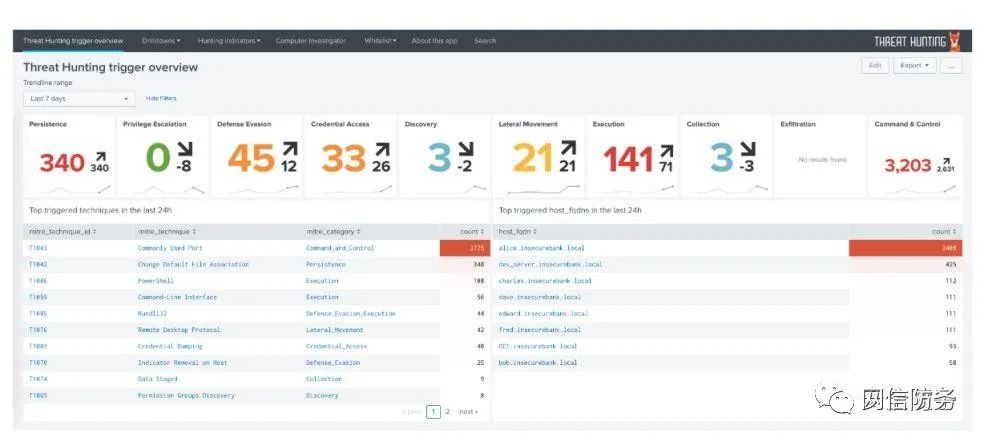 Threat Hunting trigger overview Drilldowns Hunting Indicators Computer Investigator Whitelist About this app Search THREAT HUNTING
Threat Hunting trigger overview Edit Export ...
Trendline range
Last 7 days Hide Filters
Persistence Privilege Escalation Defense Evasion Credential Access Discovery Lateral Movement Execution Collection Exfiltration Command & Control
340 340 0 -8 45 12 33 26 3 -2 21 21 141 71 3 -3 No results found. 3,203 2,631
Top triggered techniques in the last 24h Top triggered host_fqdns in the last 24h
mitre_technique_id mitre_technique mitre_category count host_fqdn count
T1043 Commonly Used Port Command_and_Control 3775 alice.insecurebank.local
T1042 Change Default File Association Persistence 340 dev_server.insecurebank.local 425
T1086 PowerShell Execution 108 charles.insecurebank.local 112
T1059 Command-Line Interface Execution 56 dave.insecurebank.local 111
T1085 Rundll32 Defense_Evasion,Execution 44 edward.insecurebank.local 111
T1076 Remote Desktop Protocol Lateral_Movement 42 fred.insecurebank.local 111
T1003 Credential Dumping Credential_Access 40 insecurebank.local 93
T1070 Indicator Removal on Host Defense_Evasion 25 bob.insecurebank.local 58
T1074 Data Staged Collection 9
T1069 Permission Groups Discovery Discovery 8
« prev 1 2 next »
网信防务